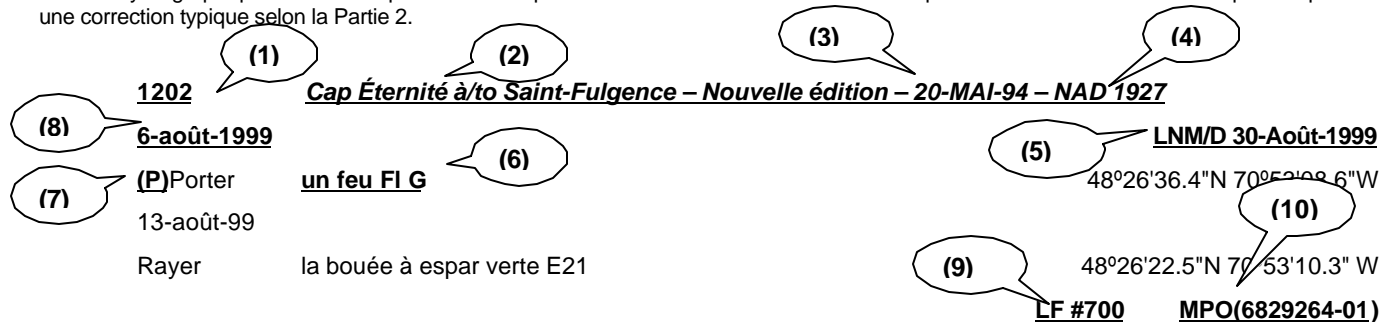 une correction typique selon la Partie 2.
(1) (2) (3) (4)
1202 Cap Éternité à/to Saint-Fulgence – Nouvelle édition – 20-MAI-94 – NAD 1927
(8) 6-août-1999 (5) LNM/D 30-Août-1999
(7) (P)Porter un feu Fl G (6) 48º26'36.4"N
13-août-99 (10)
Rayer la bouée à espar verte E21 (9) 48º26'22.5"N 70º53'10.3" W
LF #700 MPO(6829264-01)